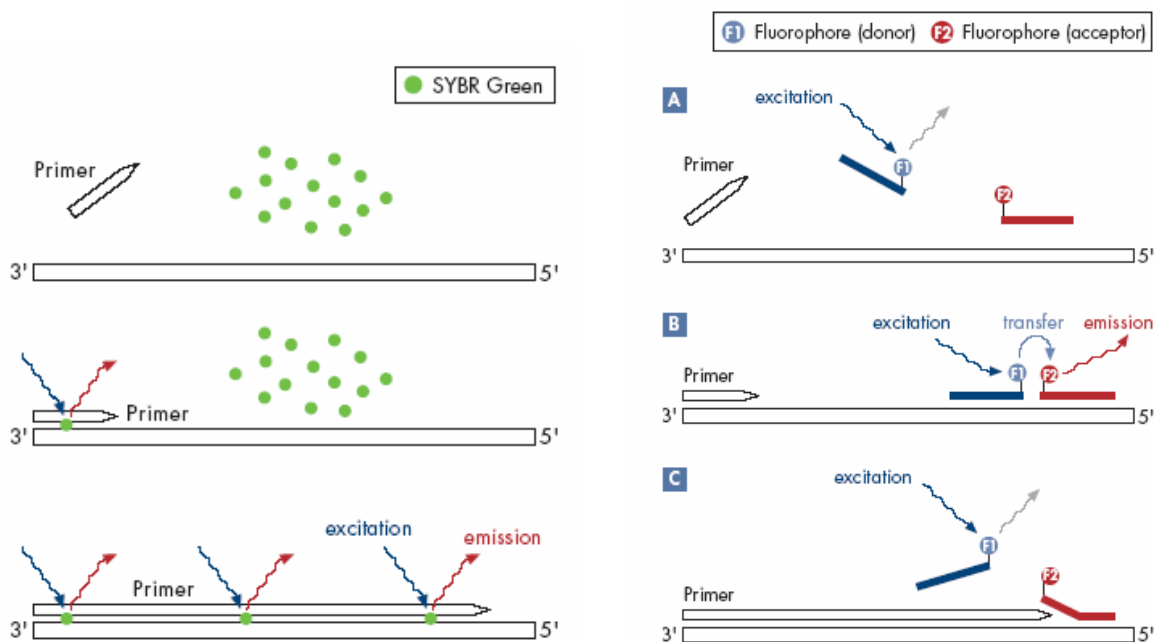 SYBR Green
Primer
3' 5'
Primer
3' 5'
excitation
emission
Primer
3' 5'
F1 Fluorophore (donor) F2 Fluorophore (acceptor)
A
excitation
F1
Primer
F2
3' 5'
B
excitation transfer emission
F1 F2
Primer
3' 5'
C
excitation
F1
F2
Primer
3' 5'